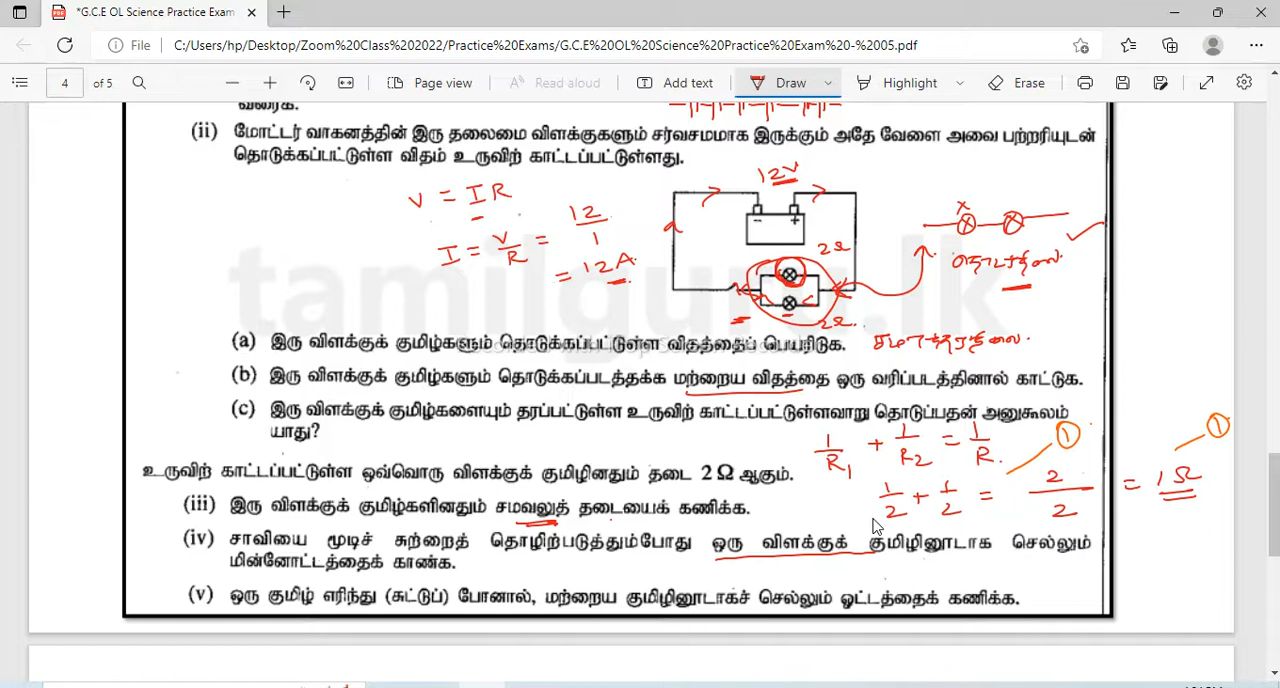 *G.C.E OL Science Practice Exam
File C:/Users/hp/Desktop/Zoom%20Class%202022/Practice%20Exams/G.C.E%20OL%20Science%20Practice%20Exam%20-%2005.pdf
4 of 5 Page view Read aloud Add text Draw Highlight Erase
வரைக.
(ii) மோட்டர் வாகனத்தின் இரு தலைமை விளக்குகளும் சர்வசமமாக இருக்கும் அதே வேளை அவை பற்றரியுடன்
தொடுக்கப்பட்டுள்ள விதம் உருவிற் காட்டப்பட்டுள்ளது.
12V
V = IR
I = V/R = 12/1
= 12A
- +
2Ω
x
தொடர்நிலை
2Ω
tamilguru.lk
(a) இரு விளக்குக் குமிழ்களும் தொடுக்கப்பட்டுள்ள விதத்தைப் பெயரிடுக. சமாந்தரநிலை.
(b) இரு விளக்குக் குமிழ்களும் தொடுக்கப்படத்தக்க மற்றைய விதத்தை ஒரு வரிப்படத்தினால் காட்டுக.
(c) இரு விளக்குக் குமிழ்களையும் தரப்பட்டுள்ள உருவிற் காட்டப்பட்டுள்ளவாறு தொடுப்பதன் அனுகூலம்
யாது?
1/R1 + 1/R2 = 1/R. 1 1
உருவிற் காட்டப்பட்டுள்ள ஒவ்வொரு விளக்குக் குமிழினதும் தடை 2 Ω ஆகும்.
1/2 + 1/2 = 2/2 = 1Ω
(iii) இரு விளக்குக் குமிழ்களினதும் சமவலுத் தடையைக் கணிக்க.
(iv) சாவியை மூடிச் சுற்றைத் தொழிற்படுத்தும்போது ஒரு விளக்குக் குமிழினூடாக செல்லும்
மின்னோட்டத்தைக் காண்க.
(v) ஒரு குமிழ் எரிந்து (சுட்டுப்) போனால், மற்றைய குமிழினூடாகச் செல்லும் ஓட்டத்தைக் கணிக்க.